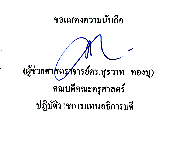 ขอแสดงความนับถือ
(ผู้ช่วยศาสตราจารย์ดร.สุรวาท ทองบุ)
คณบดีคณะครุศาสตร์
ปฏิบัติราชการแทนอธิการบดี